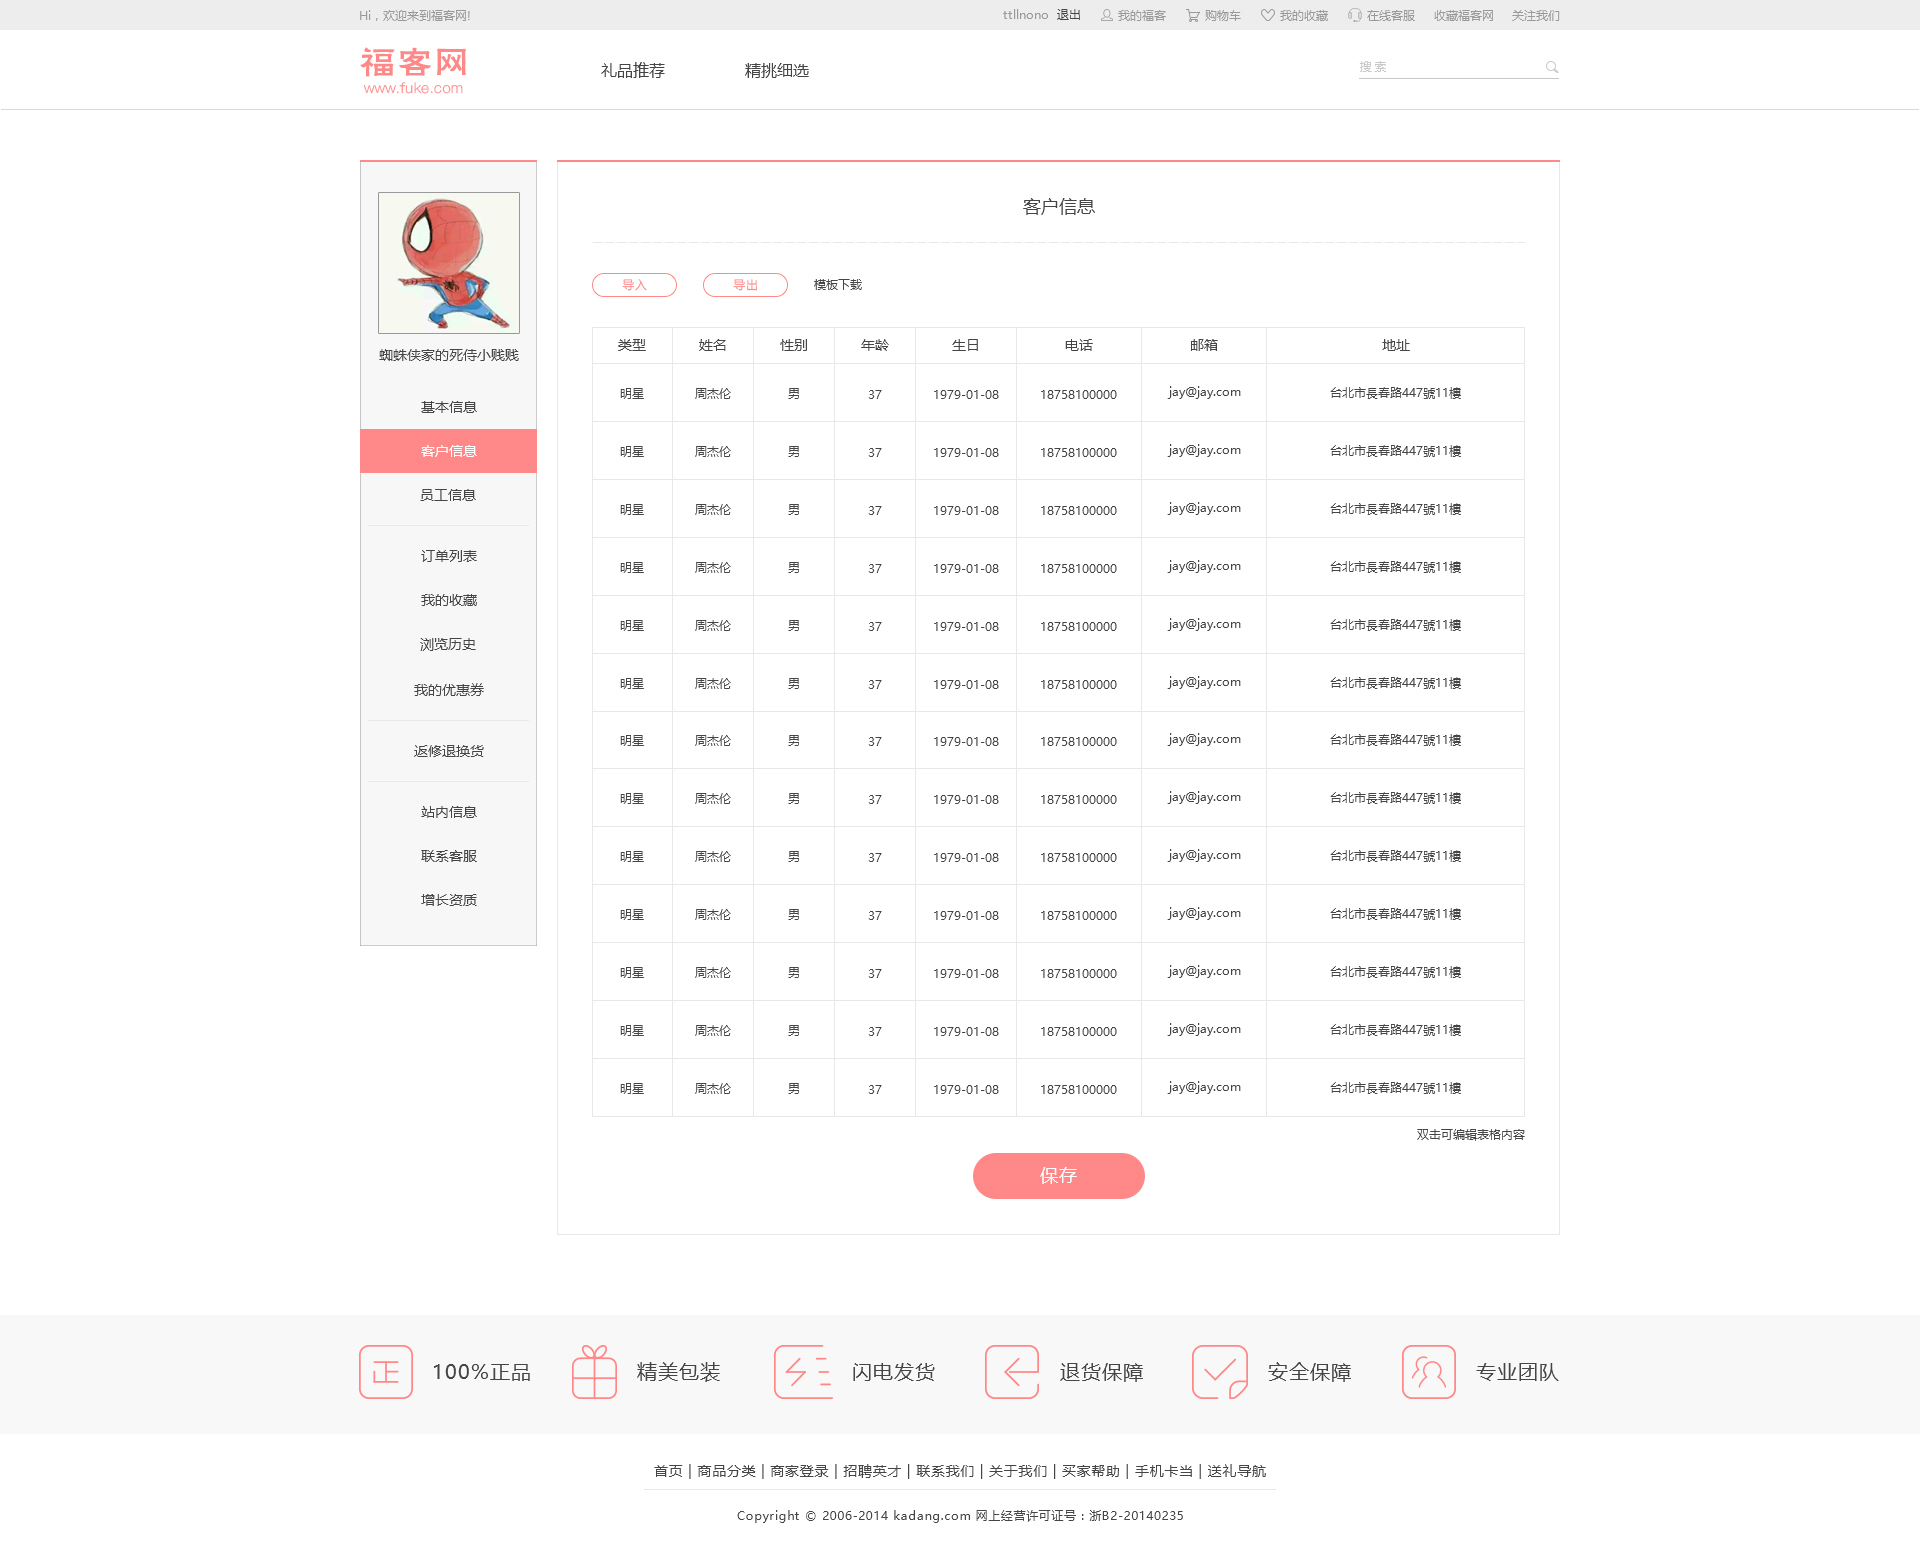 Hi，欢迎来到福客网!
ttllnono 退出 我的福客 购物车 我的收藏 在线客服 收藏福客网 关注我们
福客网
www.fuke.com
礼品推荐 精挑细选
搜索
蜘蛛侠家的死侍小贱贱
基本信息
客户信息
员工信息
订单列表
我的收藏
浏览历史
我的优惠券
返修退换货
站内信息
联系客服
增长资质
客户信息
导入 导出 模板下载
类型 姓名 性别 年龄 生日 电话 邮箱 地址
明星 周杰伦 男 37 1979-01-08 18758100000 jay@jay.com 台北市長春路447號11樓
明星 周杰伦 男 37 1979-01-08 18758100000 jay@jay.com 台北市長春路447號11樓
明星 周杰伦 男 37 1979-01-08 18758100000 jay@jay.com 台北市長春路447號11樓
明星 周杰伦 男 37 1979-01-08 18758100000 jay@jay.com 台北市長春路447號11樓
明星 周杰伦 男 37 1979-01-08 18758100000 jay@jay.com 台北市長春路447號11樓
明星 周杰伦 男 37 1979-01-08 18758100000 jay@jay.com 台北市長春路447號11樓
明星 周杰伦 男 37 1979-01-08 18758100000 jay@jay.com 台北市長春路447號11樓
明星 周杰伦 男 37 1979-01-08 18758100000 jay@jay.com 台北市長春路447號11樓
明星 周杰伦 男 37 1979-01-08 18758100000 jay@jay.com 台北市長春路447號11樓
明星 周杰伦 男 37 1979-01-08 18758100000 jay@jay.com 台北市長春路447號11樓
明星 周杰伦 男 37 1979-01-08 18758100000 jay@jay.com 台北市長春路447號11樓
明星 周杰伦 男 37 1979-01-08 18758100000 jay@jay.com 台北市長春路447號11樓
明星 周杰伦 男 37 1979-01-08 18758100000 jay@jay.com 台北市長春路447號11樓
双击可编辑表格内容
保存
正 100%正品 精美包装 闪电发货 退货保障 安全保障 专业团队
首页 | 商品分类 | 商家登录 | 招聘英才 | 联系我们 | 关于我们 | 买家帮助 | 手机卡当 | 送礼导航
Copyright © 2006-2014 kadang.com 网上经营许可证号：浙B2-20140235